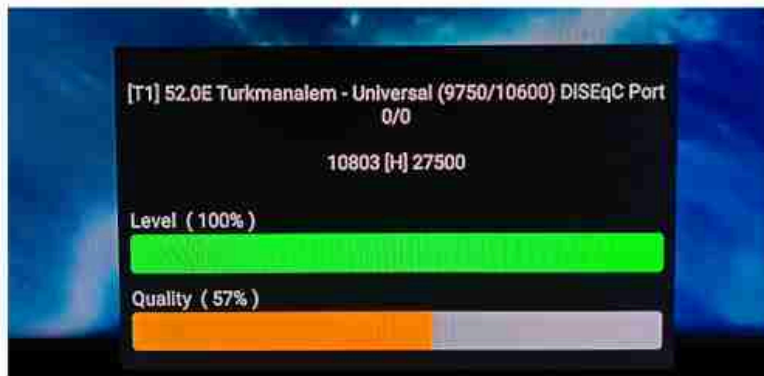 [T1] 52.0E Turkmanalem - Universal (9750/10600) DISEqC Port
0/0
10803 [H] 27500
Level ( 100% )
Quality ( 57% )